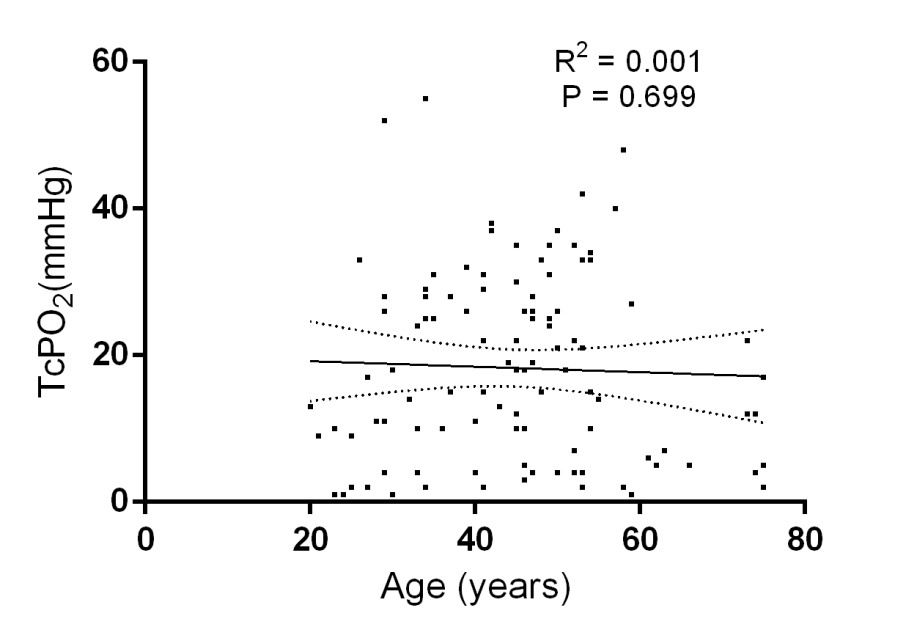 R² = 0.001
P = 0.699
TcPO₂(mmHg)
60
40
20
0
0 20 40 60 80
Age (years)